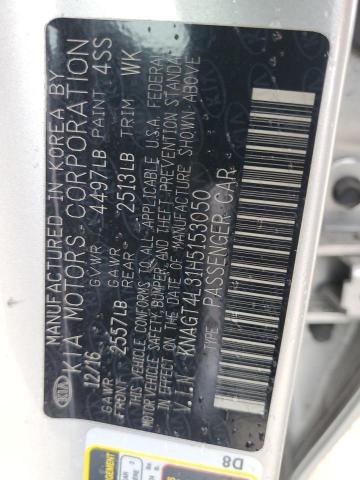 MANUFACTURED IN KOREA BY
KIA MOTORS CORPORATION
KIA
12/16 GVWR 4497LB PAINT 4SS
GAWR GAWR
FRONT 2557LB REAR 2513LB TRIM WK
THIS VEHICLE CONFORMS TO ALL APPLICABLE U.S.A. FEDERAL
MOTOR VEHICLE SAFETY, BUMPER, AND THEFT PREVENTION STANDARDS
IN EFFECT ON THE DATE OF MANUFACTURE SHOWN ABOVE
V.I.N. KNAGT4L31H5153050
PASSENGER CAR
D8